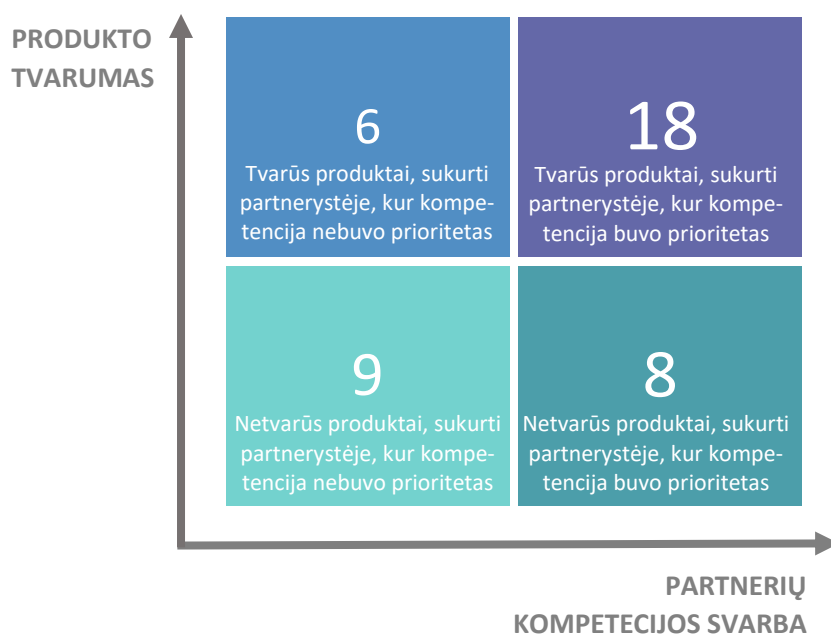 PRODUKTO
TVARUMAS
6
Tvarūs produktai, sukurti
partnerystėje, kur kompe-
tencija nebuvo prioritetas
18
Tvarūs produktai, sukurti
partnerystėje, kur kompe-
tencija buvo prioritetas
9
Netvarūs produktai, sukurti
partnerystėje, kur kompe-
tencija nebuvo prioritetas
8
Netvarūs produktai, sukurti
partnerystėje, kur kompe-
tencija buvo prioritetas
PARTNERIŲ
KOMPETECIJOS SVARBA